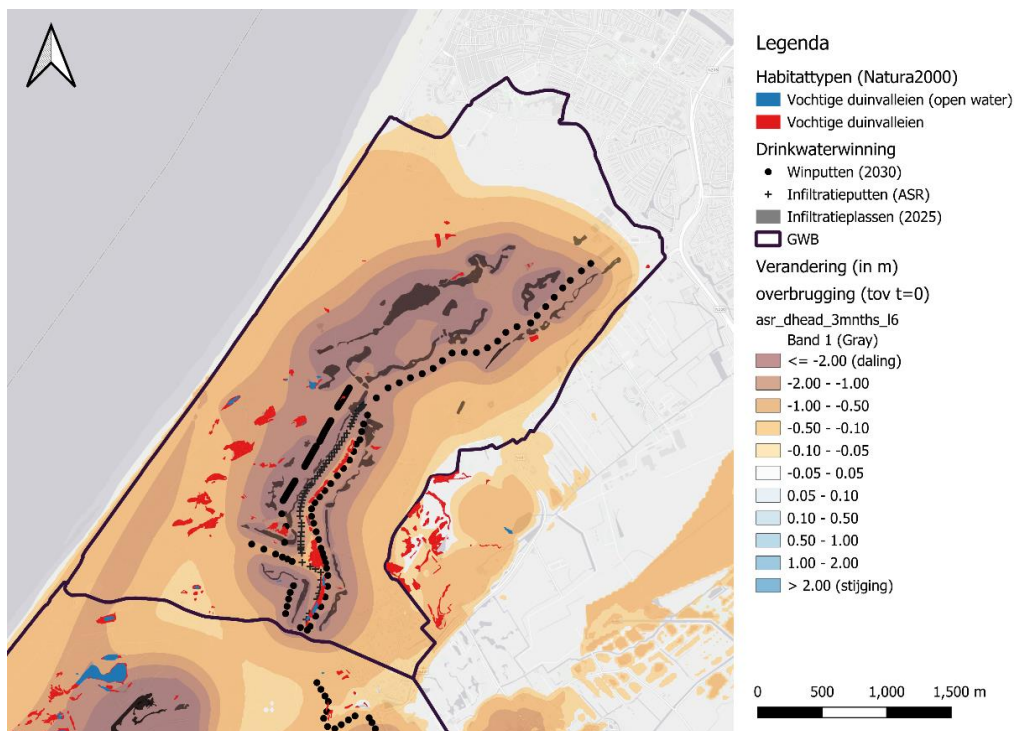 Legenda
Habitattypen (Natura2000)
Vochtige duinvalleien (open water)
Vochtige duinvalleien
Drinkwaterwinning
Winputten (2030)
Infiltratieputten (ASR)
Infiltratieplassen (2025)
GWB
Verandering (in m)
overbrugging (tov t=0)
asr_dhead_3mnths_l6
Band 1 (Gray)
<= -2.00 (daling)
-2.00 - -1.00
-1.00 - -0.50
-0.50 - -0.10
-0.10 - -0.05
-0.05 - 0.05
0.05 - 0.10
0.10 - 0.50
0.50 - 1.00
1.00 - 2.00
> 2.00 (stijging)
0 500 1,000 1,500 m